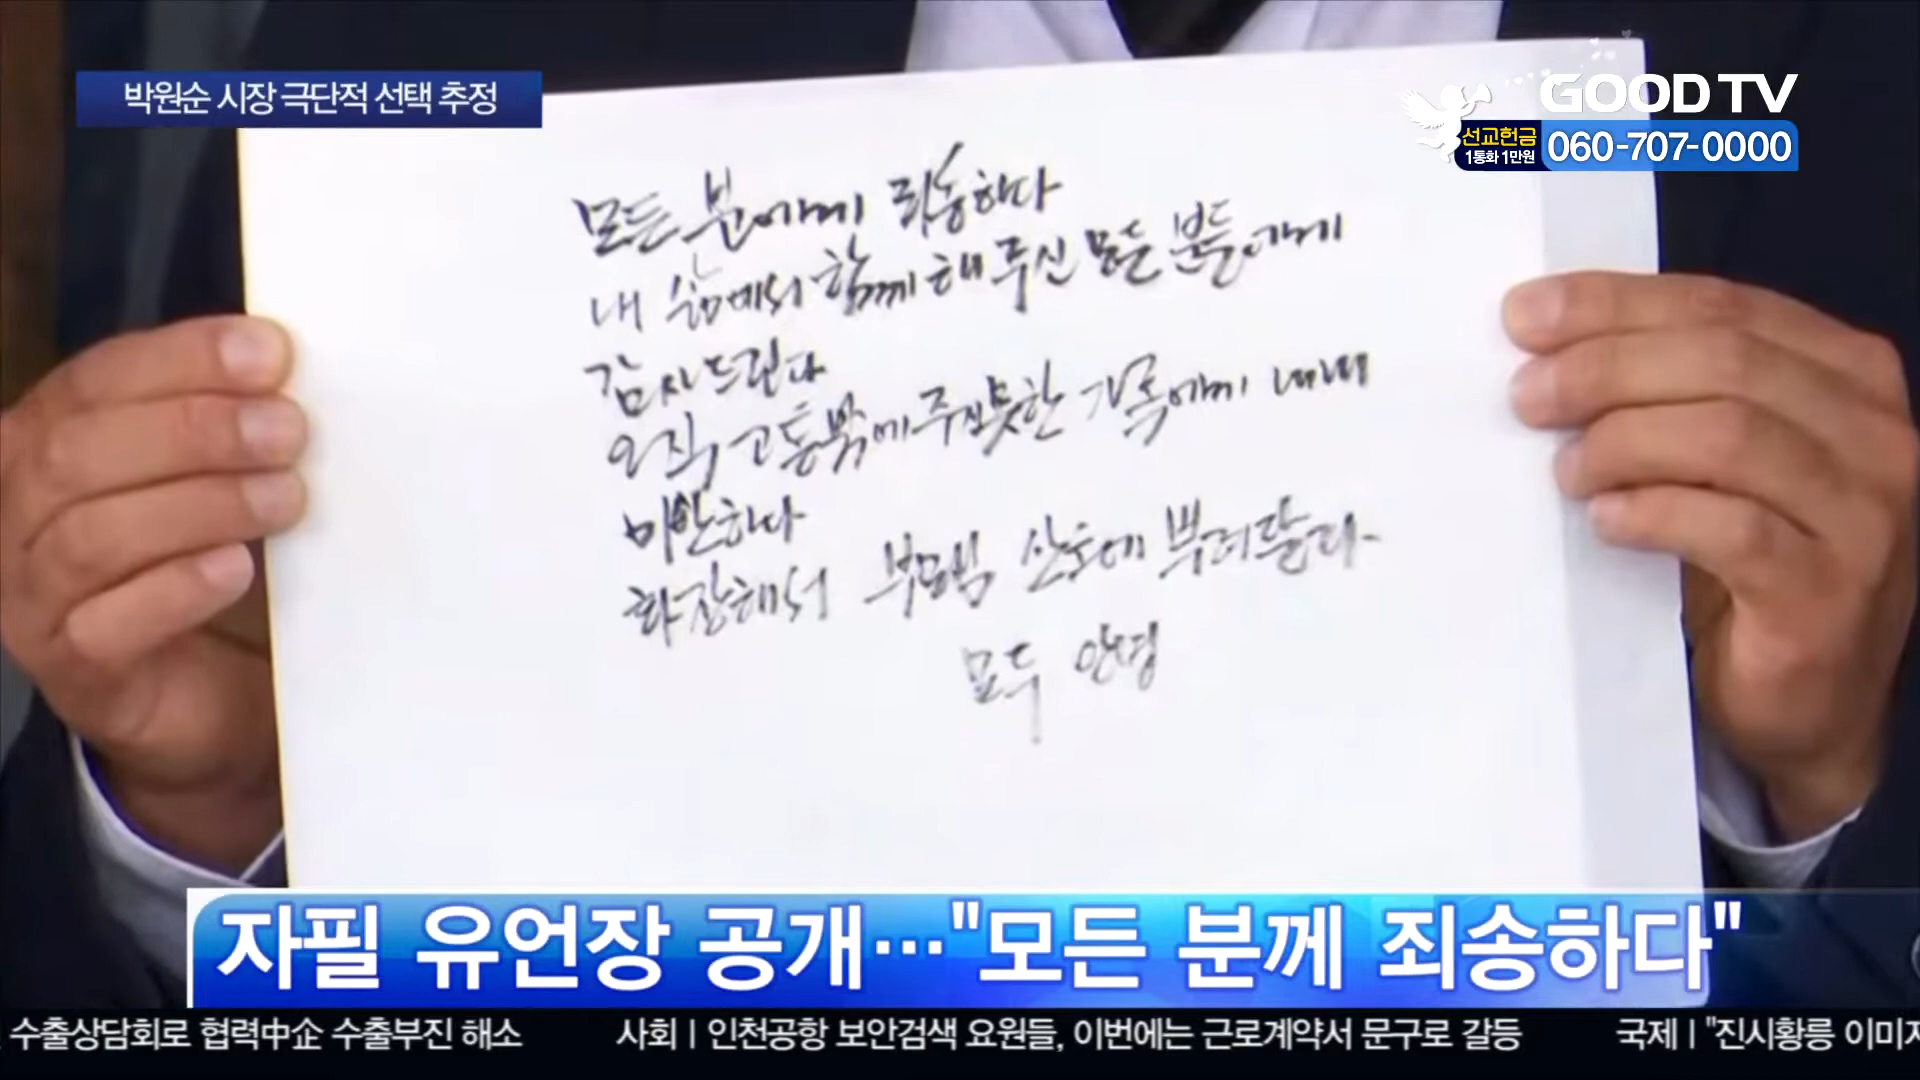 박원순 시장 극단적 선택 추정
GOOD TV
선교헌금
1통화 1만원
060-707-0000
모든 분에게 죄송하다
내 삶에서 함께 해 주신 모든 분들에게
감사드린다
오직 고통밖에 주지 못한 가족에게 내내
미안하다
화장해서 부모님 산소에 뿌려달라
모두 안녕
자필 유언장 공개…"모든 분께 죄송하다"
수출상담회로 협력中企 수출부진 해소 사회 | 인천공항 보안검색 요원들, 이번에는 근로계약서 문구로 갈등 국제 | "진시황릉 이미지